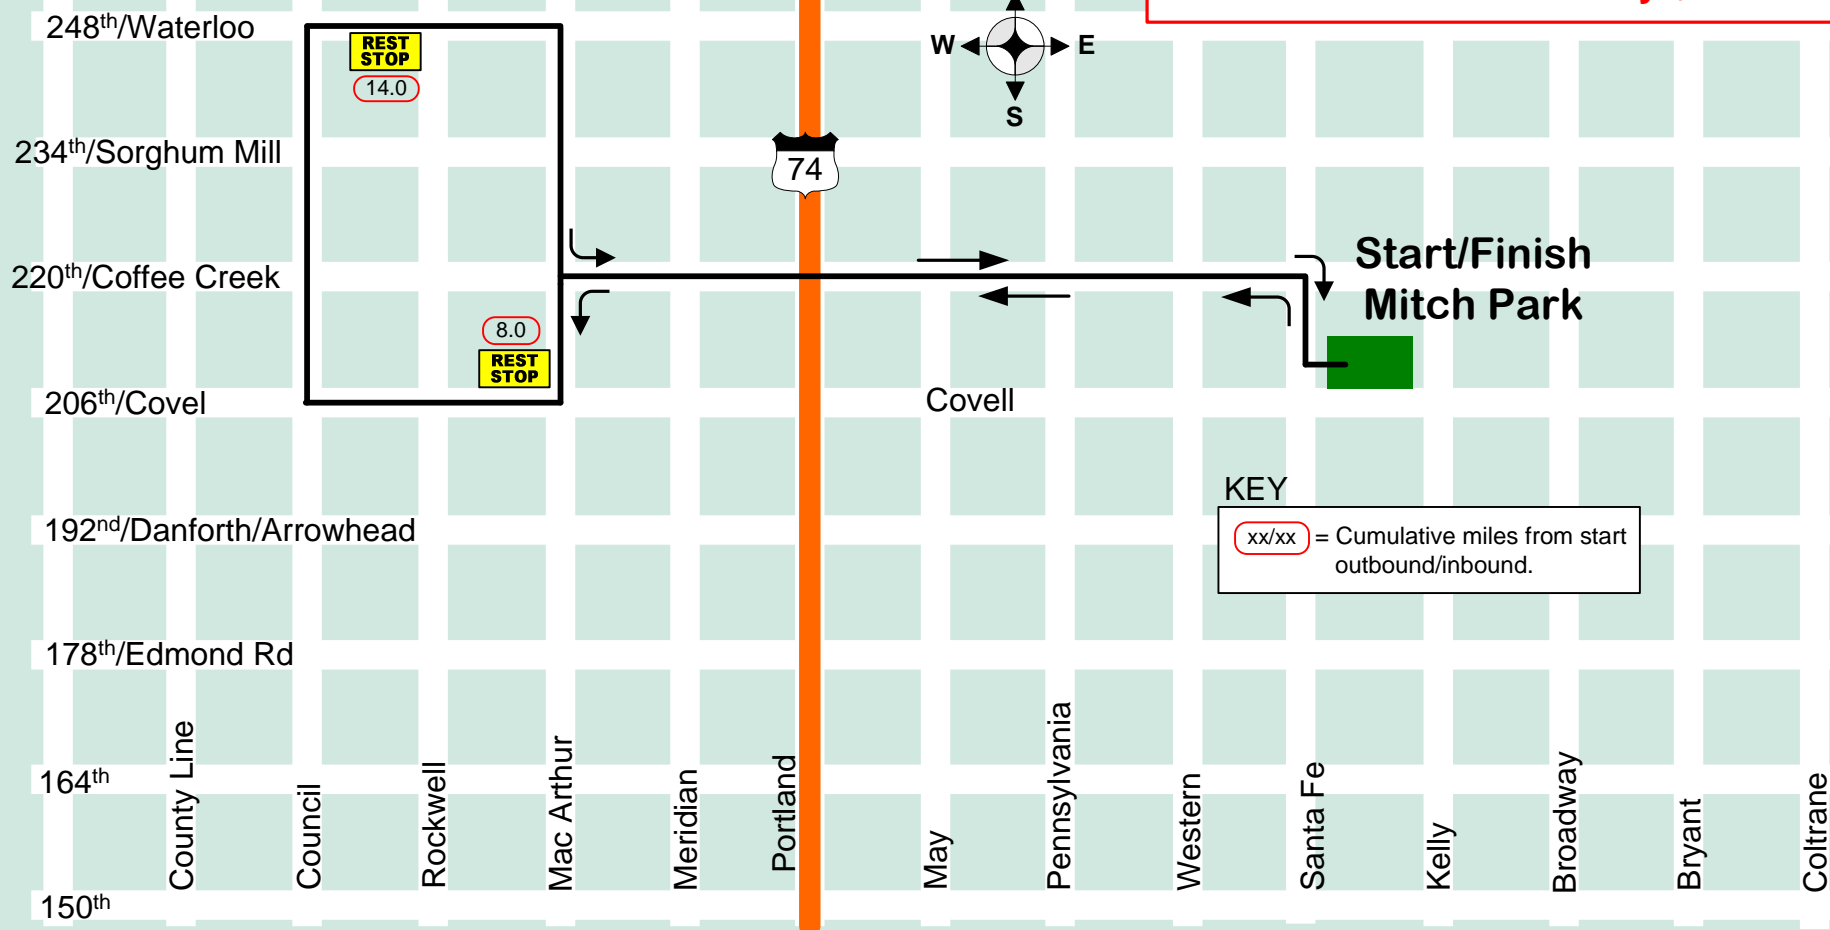 248th/Waterloo
REST
STOP
14.0
W
E
S
234th/Sorghum Mill
74
220th/Coffee Creek
Start/Finish
Mitch Park
8.0
REST
STOP
206th/Covel
Covell
KEY
192nd/Danforth/Arrowhead
xx/xx = Cumulative miles from start
outbound/inbound.
178th/Edmond Rd
164th
County Line
Council
Rockwell
Mac Arthur
Meridian
Portland
May
Pennsylvania
Western
Santa Fe
Kelly
Broadway
Bryant
Coltrane
150th